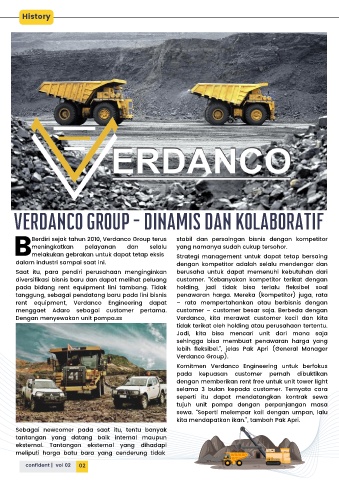 History
VERDANCO
VERDANCO GROUP - DINAMIS DAN KOLABORATIF
Berdiri sejak tahun 2010, Verdanco Group terus
meningkatkan pelayanan dan selalu
melakukan gebrakan untuk dapat tetap eksis
dalam industri sampai saat ini.
Saat itu, para pendiri perusahaan menginginkan
diversifikasi bisnis baru dan dapat melihat peluang
pada bidang rent equipment lini tambang. Tidak
tanggung, sebagai pendatang baru pada lini bisnis
rent equipment, Verdanco Engineering dapat
menggaet Adaro sebagai customer pertama.
Dengan menyewakan unit pompa.ss
Sebagai newcomer pada saat itu, tentu banyak
tantangan yang datang baik internal maupun
eksternal. Tantangan eksternal yang dihadapi
meliputi harga batu bara yang cenderung tidak
stabil dan persaingan bisnis dengan kompetitor
yang namanya sudah cukup tersohor.
Strategi management untuk dapat tetap bersaing
dengan kompetitor adalah selalu mendengar dan
berusaha untuk dapat memenuhi kebutuhan dari
customer. "Kebanyakan kompetitor terikat dengan
holding, jadi tidak bisa terlalu fleksibel saat
penawaran harga. Mereka (kompetitor) juga, rata
– rata mempertahankan atau berbisnis dengan
customer – customer besar saja. Berbeda dengan
Verdanco, kita merawat customer kecil dan kita
tidak terikat oleh holding atau perusahaan tertentu.
Jadi, kita bisa mencari unit dari mana saja
sehingga bisa membuat penawaran harga yang
lebih fleksibel.", jelas Pak Apri (General Manager
Verdanco Group).
Komitmen Verdanco Engineering untuk berfokus
pada kepuasan customer pernah dibuktikan
dengan memberikan rent free untuk unit tower light
selama 3 bulan kepada customer. Ternyata cara
seperti itu dapat mendatangkan kontrak sewa
tujuh unit pompa dengan perpanjangan masa
sewa. "Seperti melempar kail dengan umpan, lalu
kita mendapatkan ikan.", tambah Pak Apri.
confident | vol 02 02